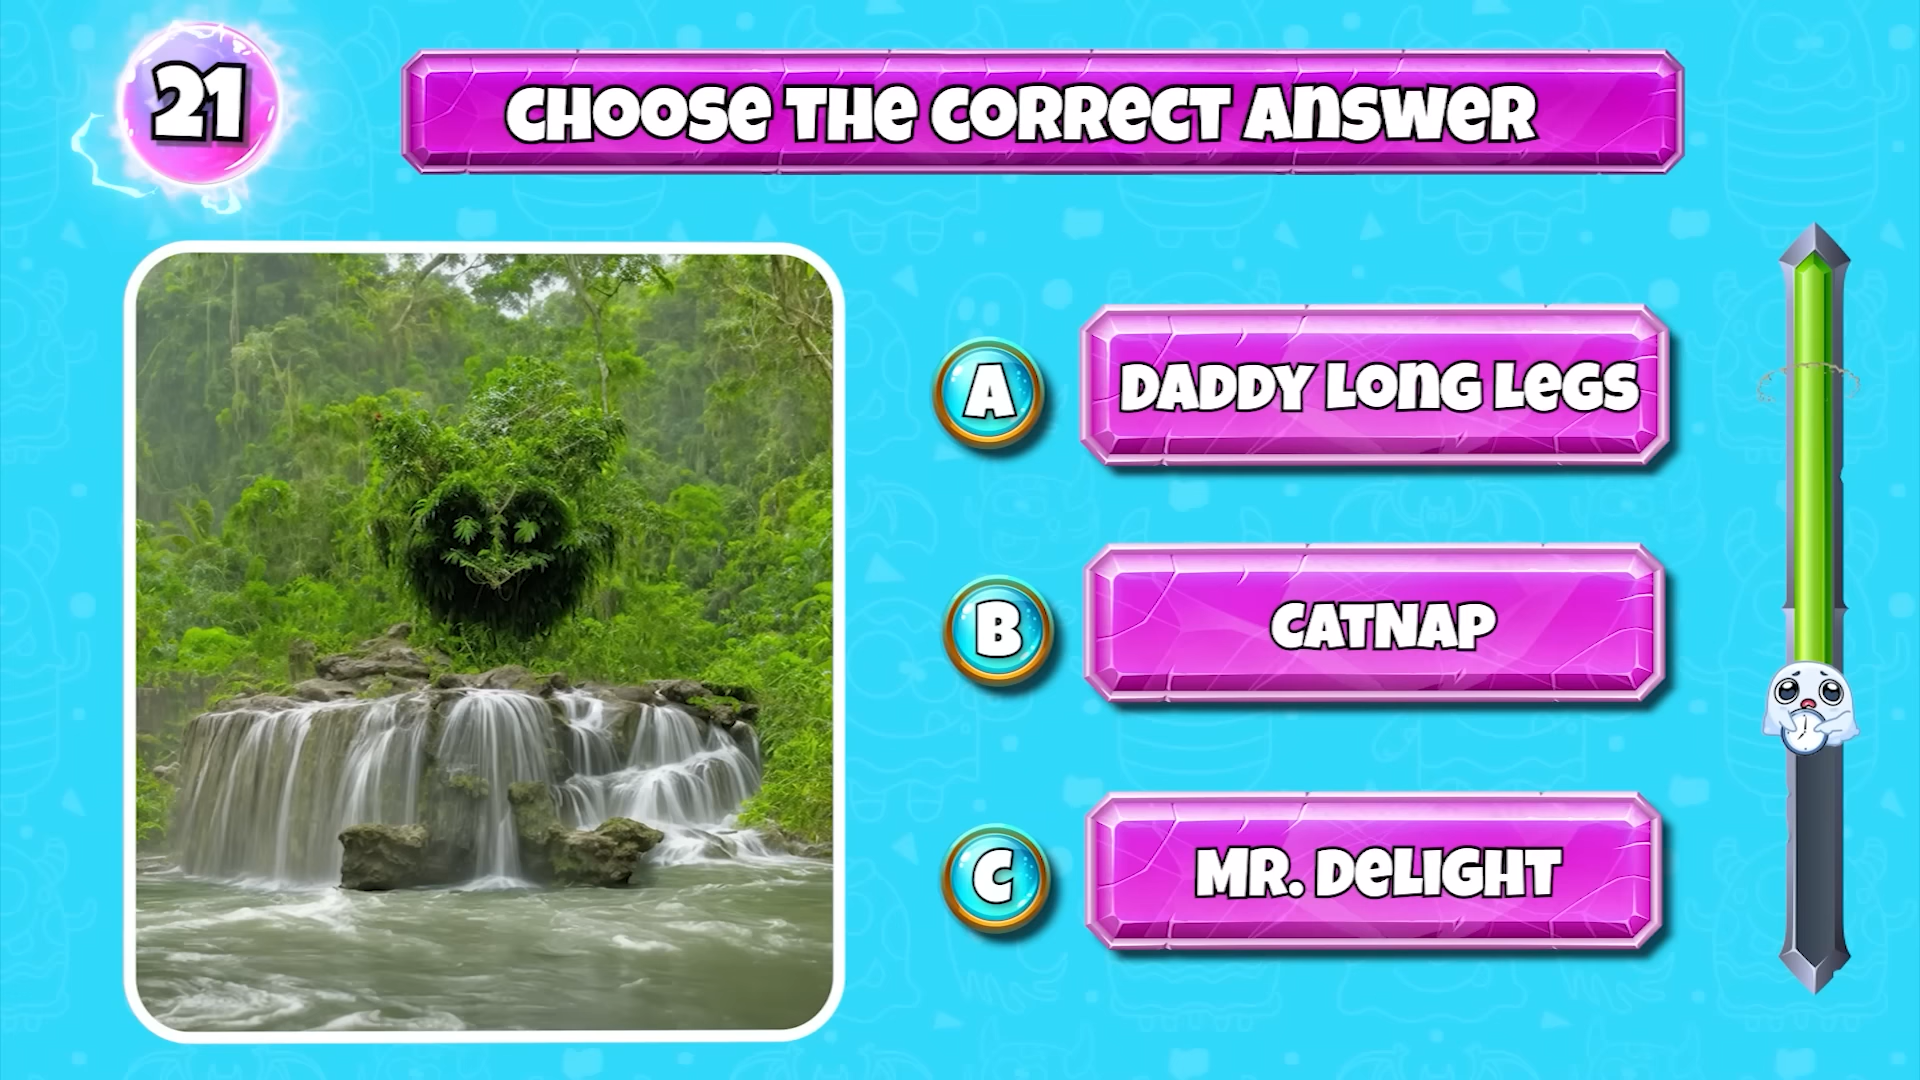 21
CHOOSE THE CORRECT ANSWER
A
DADDY LONG LEGS
B
CATNAP
C
MR. DELIGHT